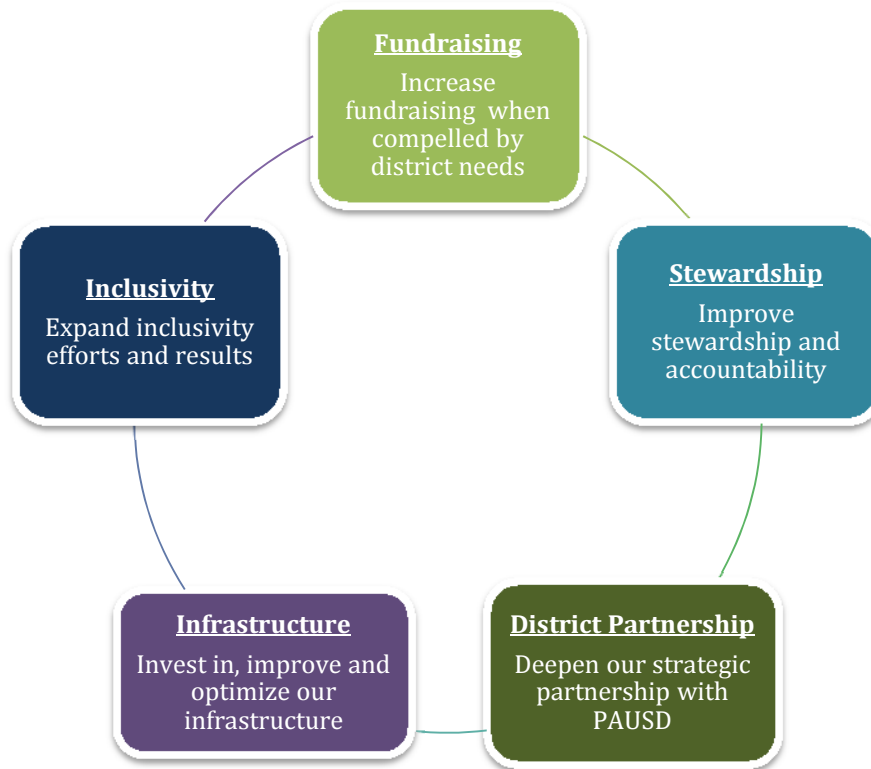 Fundraising
Increase
fundraising  when
compelled by
district needs
Stewardship
Improve
stewardship and
accountability
District Partnership
Deepen our strategic
partnership with
PAUSD
Infrastructure
Invest in, improve and
optimize our
infrastructure
Inclusivity
Expand inclusivity
efforts and results